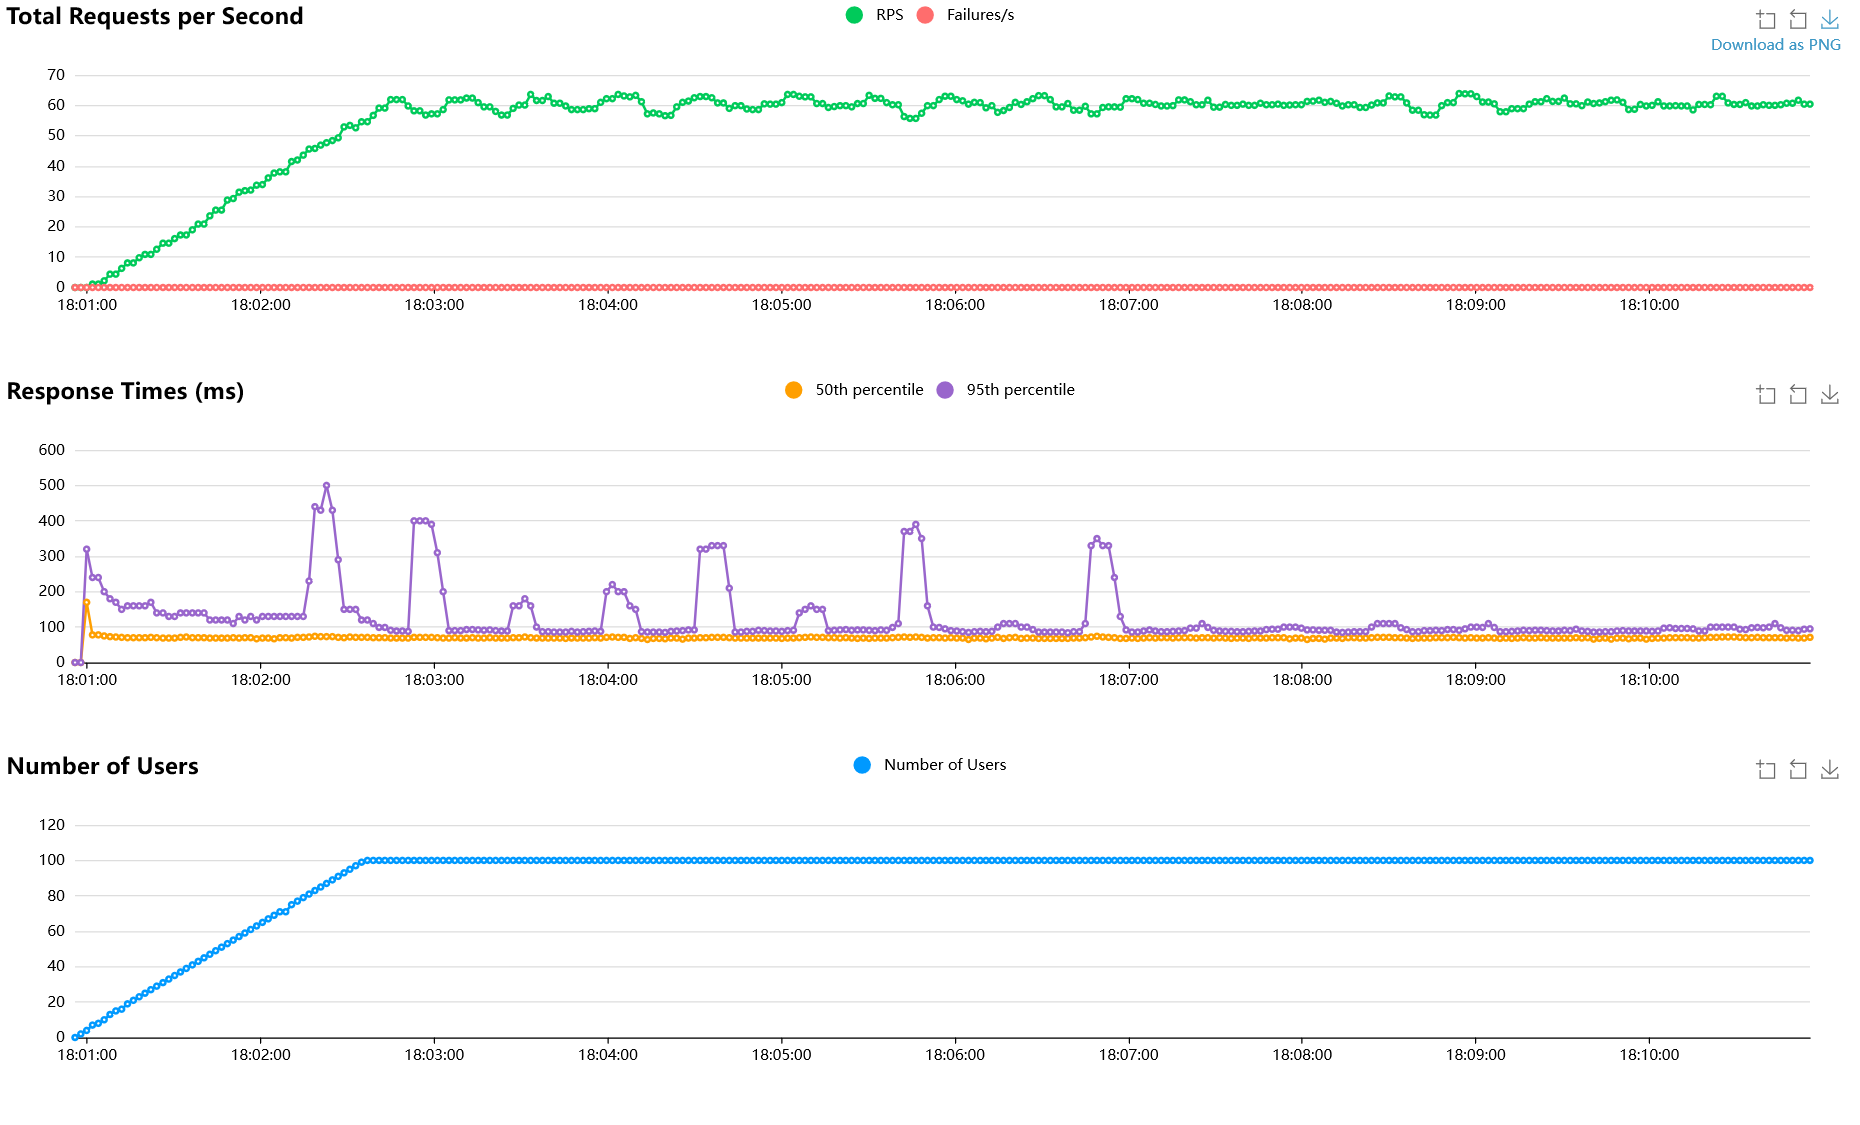 Total Requests per Second
RPS Failures/s
Download as PNG
70
60
50
40
30
20
10
0
18:01:00 18:02:00 18:03:00 18:04:00 18:05:00 18:06:00 18:07:00 18:08:00 18:09:00 18:10:00
Response Times (ms)
50th percentile 95th percentile
600
500
400
300
200
100
0
18:01:00 18:02:00 18:03:00 18:04:00 18:05:00 18:06:00 18:07:00 18:08:00 18:09:00 18:10:00
Number of Users
Number of Users
120
100
80
60
40
20
0
18:01:00 18:02:00 18:03:00 18:04:00 18:05:00 18:06:00 18:07:00 18:08:00 18:09:00 18:10:00